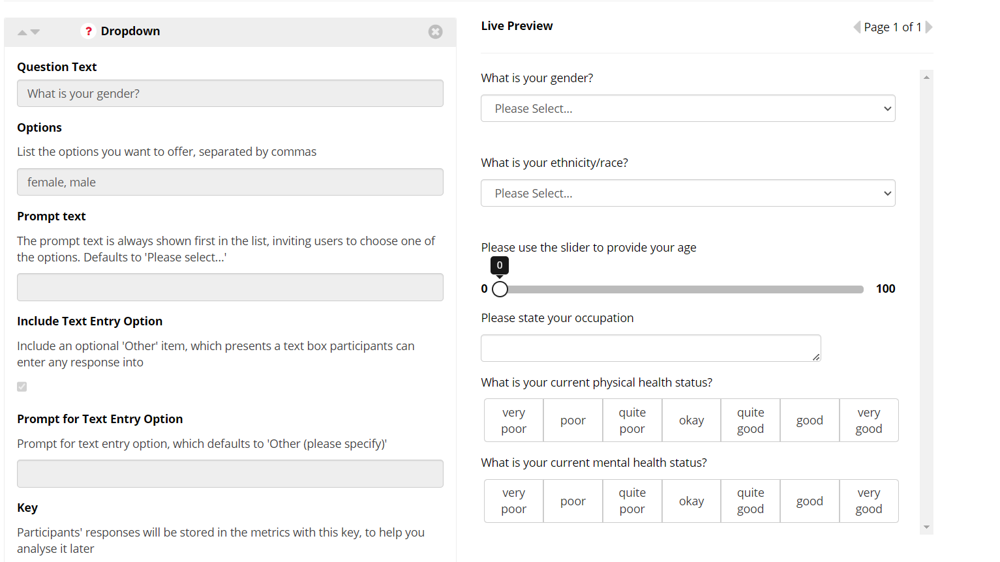 ? Dropdown
Question Text
What is your gender?
Options
List the options you want to offer, separated by commas
female, male
Prompt text
The prompt text is always shown first in the list, inviting users to choose one of
the options. Defaults to 'Please select...'
Include Text Entry Option
Include an optional 'Other' item, which presents a text box participants can
enter any response into
Prompt for Text Entry Option
Prompt for text entry option, which defaults to 'Other (please specify)'
Key
Participants' responses will be stored in the metrics with this key, to help you
analyse it later
Live Preview
Page 1 of 1
What is your gender?
Please Select...
What is your ethnicity/race?
Please Select...
Please use the slider to provide your age
0
0 100
Please state your occupation
What is your current physical health status?
very poor poor quite poor okay quite good good very good
What is your current mental health status?
very poor poor quite poor okay quite good good very good